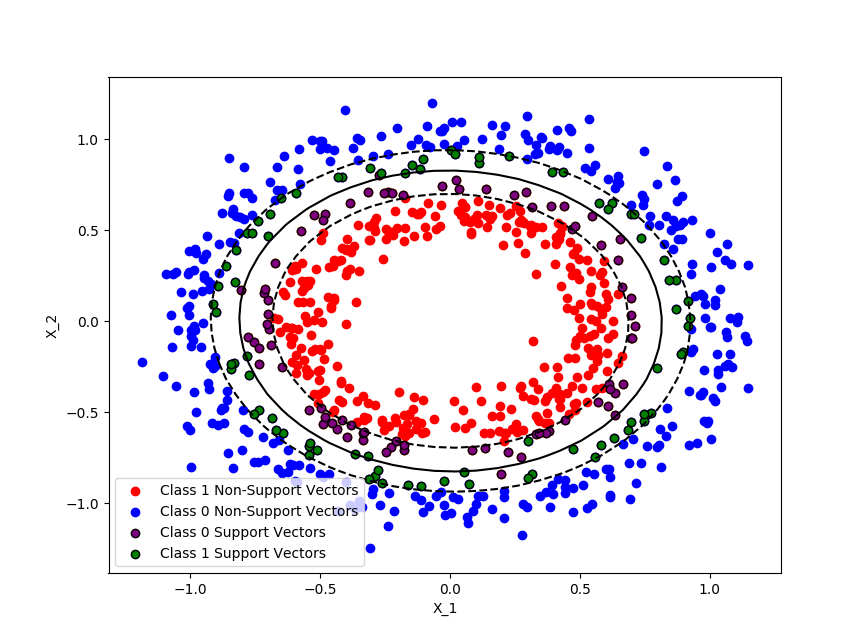 1.0
0.5
0.0
−0.5
−1.0
X_2
Class 1 Non-Support Vectors
Class 0 Non-Support Vectors
Class 0 Support Vectors
Class 1 Support Vectors
−1.0 −0.5 0.0 0.5 1.0
X_1